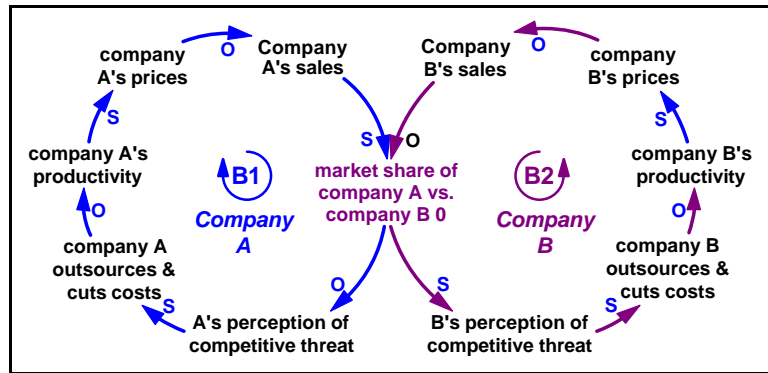 company
A's prices
O
Company
A's sales
Company
B's sales
O
company
B's prices
S
S
O
S
company A's
productivity
B1
Company
A
market share of
company A vs.
company B 0
B2
Company
B
company B's
productivity
O
O
company A
outsources &
cuts costs
company B
outsources &
cuts costs
O
S
S
S
A's perception of
competitive threat
B's perception of
competitive threat